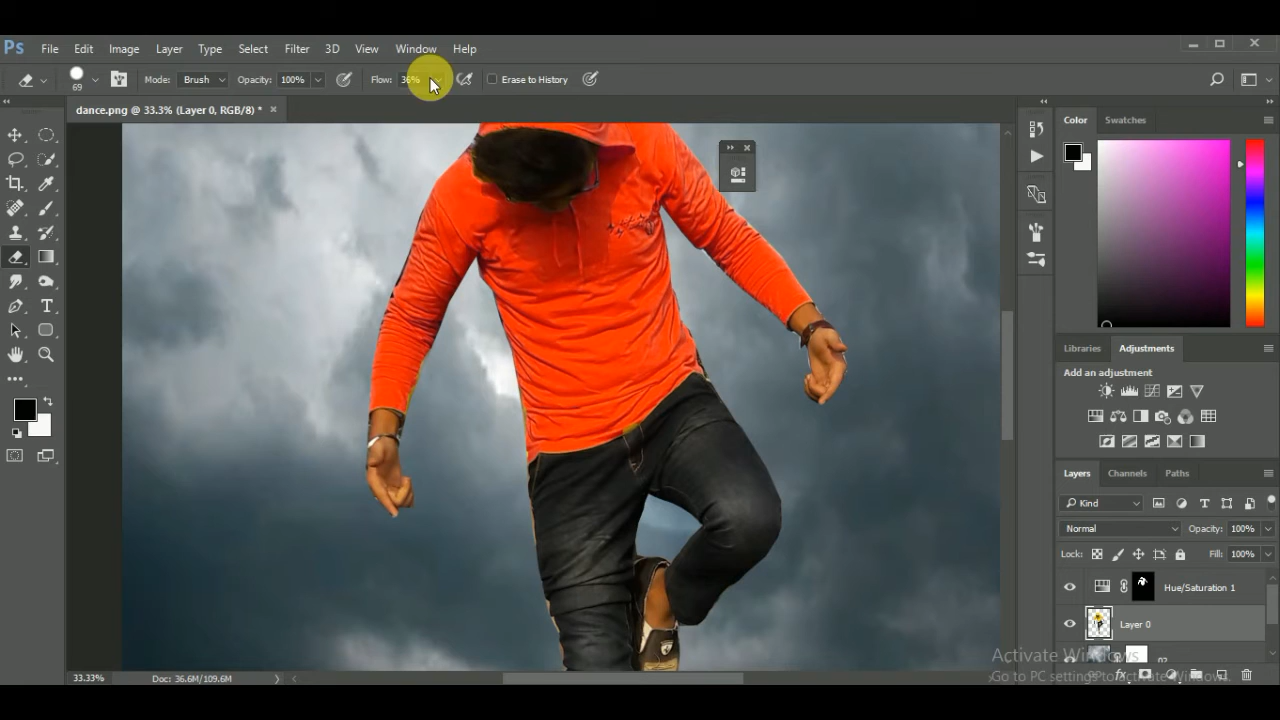 Ps File Edit Image Layer Type Select Filter 3D View Window Help
69 Mode: Brush Opacity: 100% Flow: 36% Erase to History
dance.png @ 33.3% (Layer 0, RGB/8) *
Color Swatches
Libraries Adjustments
Add an adjustment
Layers Channels Paths
Kind
Normal Opacity: 100%
Lock: Fill: 100%
Hue/Saturation 1
Layer 0
Activate Windows
Go to PC settings to activate Windows.
33.33% Doc: 36.6M/109.6M